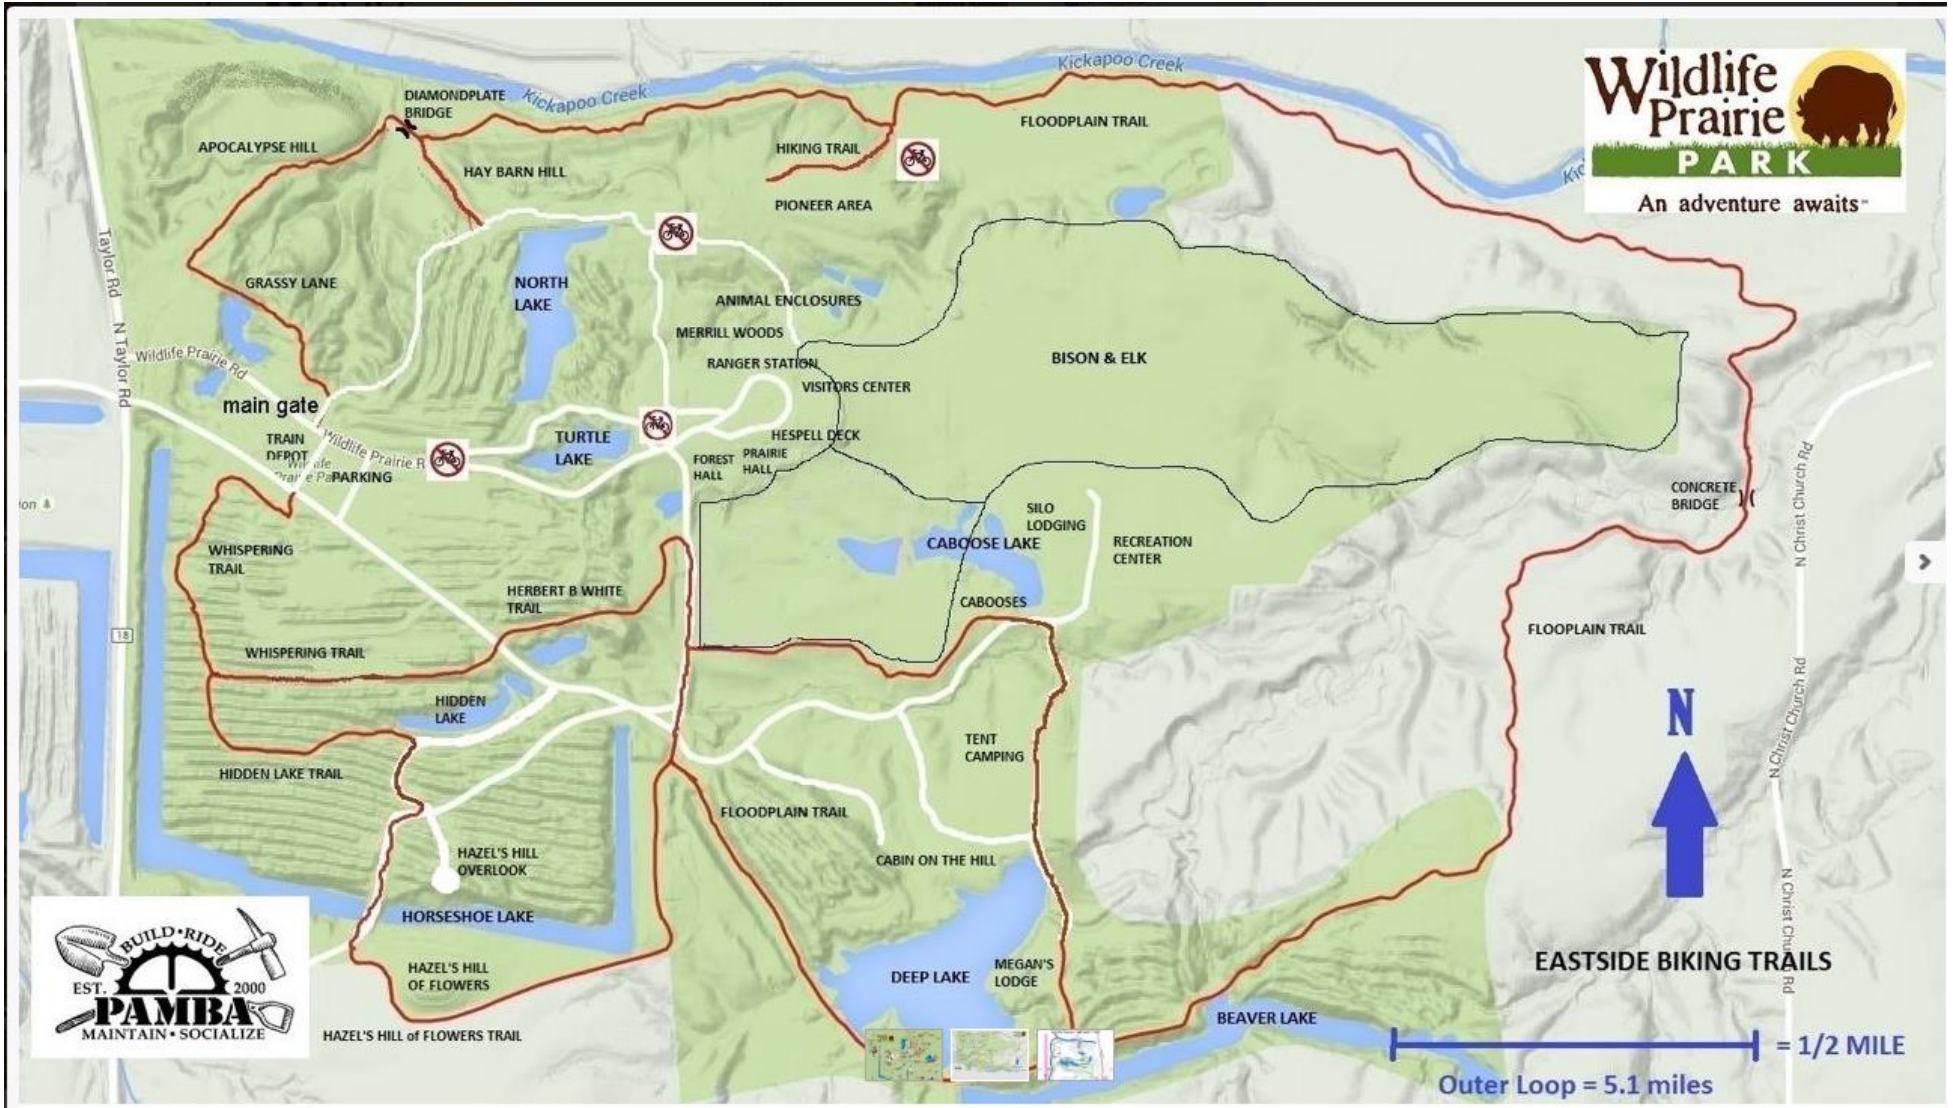 Kickapoo Creek
Wildlife
Prairie
PARK
An adventure awaits
DIAMONDPLATE
BRIDGE
Kickapoo Creek
FLOODPLAIN TRAIL
APOCALYPSE HILL
HIKING TRAIL
HAY BARN HILL
Kic
PIONEER AREA
Taylor Rd
GRASSY LANE
NORTH
LAKE
ANIMAL ENCLOSURES
MERRILL WOODS
N Taylor Rd
Wildlife Prairie Rd
RANGER STATION
BISON & ELK
VISITORS CENTER
main gate
TRAIN
DEPOT
Wildlife Prairie R
TURTLE
LAKE
HESPELL DECK
FOREST
HALL
PRAIRIE
HALL
Wildlife
Prairie Pa
PARKING
CONCRETE
BRIDGE
N Christ Church Rd
ion
SILO
LODGING
WHISPERING
TRAIL
CABOOSE LAKE
RECREATION
CENTER
HERBERT B WHITE
TRAIL
CABOOSES
18
FLOOPLAIN TRAIL
WHISPERING TRAIL
N Christ Church Rd
HIDDEN
LAKE
N
TENT
CAMPING
HIDDEN LAKE TRAIL
FLOODPLAIN TRAIL
HAZEL'S HILL
OVERLOOK
CABIN ON THE HILL
N Christ Church Rd
HORSESHOE LAKE
BUILD•RIDE
EST. 2000
PAMBA
MAINTAIN•SOCIALIZE
HAZEL'S HILL
OF FLOWERS
DEEP LAKE
MEGAN'S
LODGE
EASTSIDE BIKING TRAILS
HAZEL'S HILL of FLOWERS TRAIL
BEAVER LAKE
= 1/2 MILE
Outer Loop = 5.1 miles